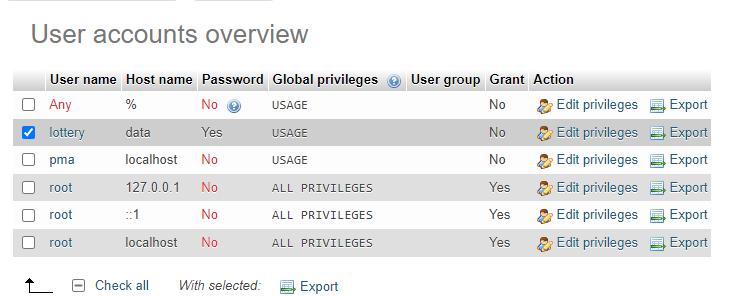 User accounts overview
User name Host name Password Global privileges User group Grant Action
Any % No USAGE No Edit privileges Export
lottery data Yes USAGE No Edit privileges Export
pma localhost No USAGE No Edit privileges Export
root 127.0.0.1 No ALL PRIVILEGES Yes Edit privileges Export
root ::1 No ALL PRIVILEGES Yes Edit privileges Export
root localhost No ALL PRIVILEGES Yes Edit privileges Export
Check all With selected: Export